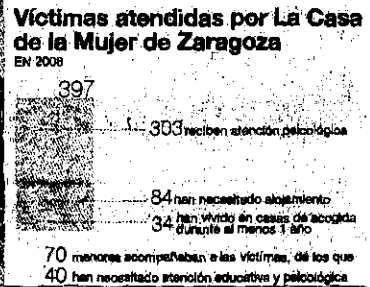 Víctimas atendidas por La Casa
de la Mujer de Zaragoza
EN 2008
397
303 reciben atención psicológica
84 han necesitado alojamiento
34 han vivido en casas de acogida
durante al menos 1 año
70 menores acompañaban a las víctimas, de los que
40 han necesitado atención educativa y psicológica